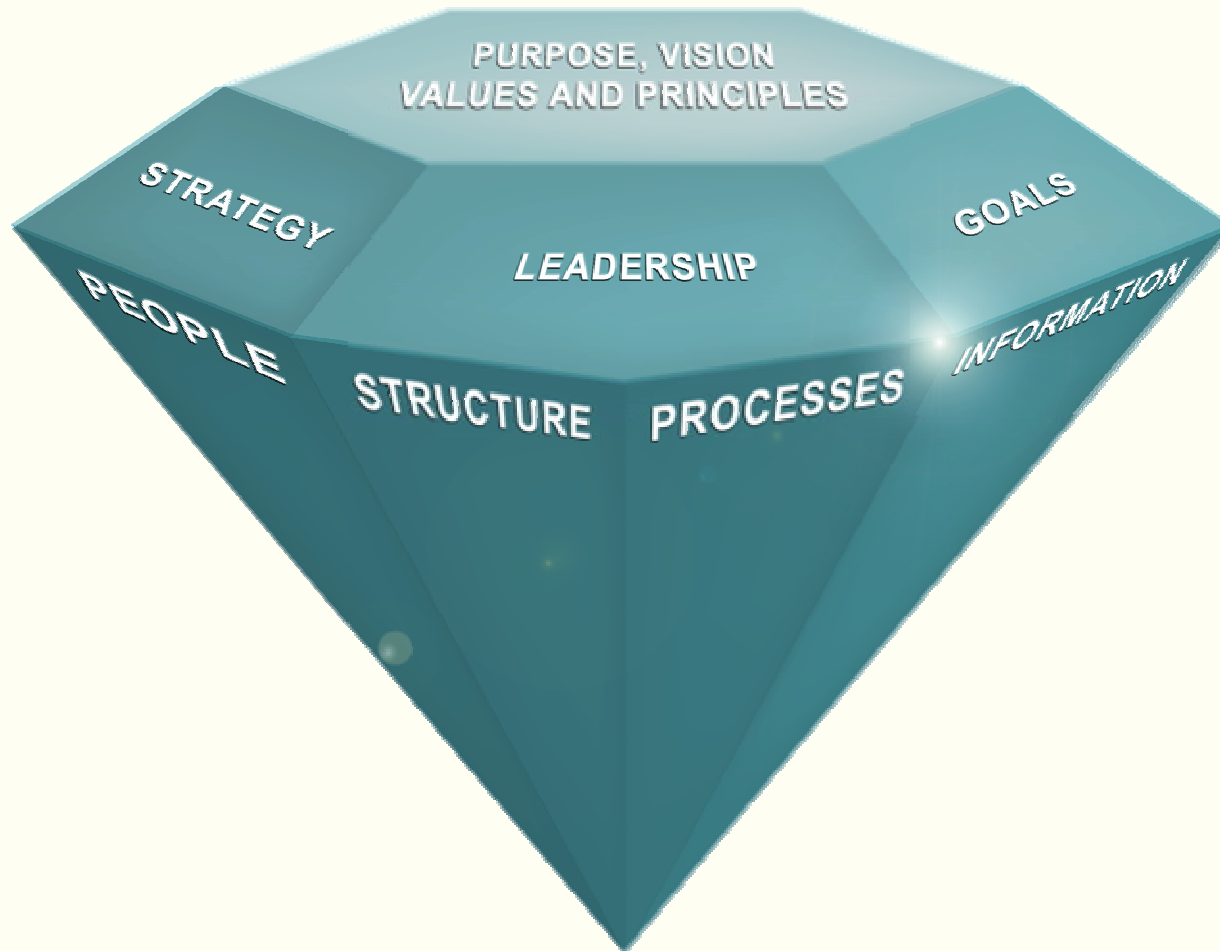 PURPOSE, VISION
VALUES AND PRINCIPLES
STRATEGY
LEADERSHIP
GOALS
PEOPLE
STRUCTURE
PROCESSES
INFORMATION